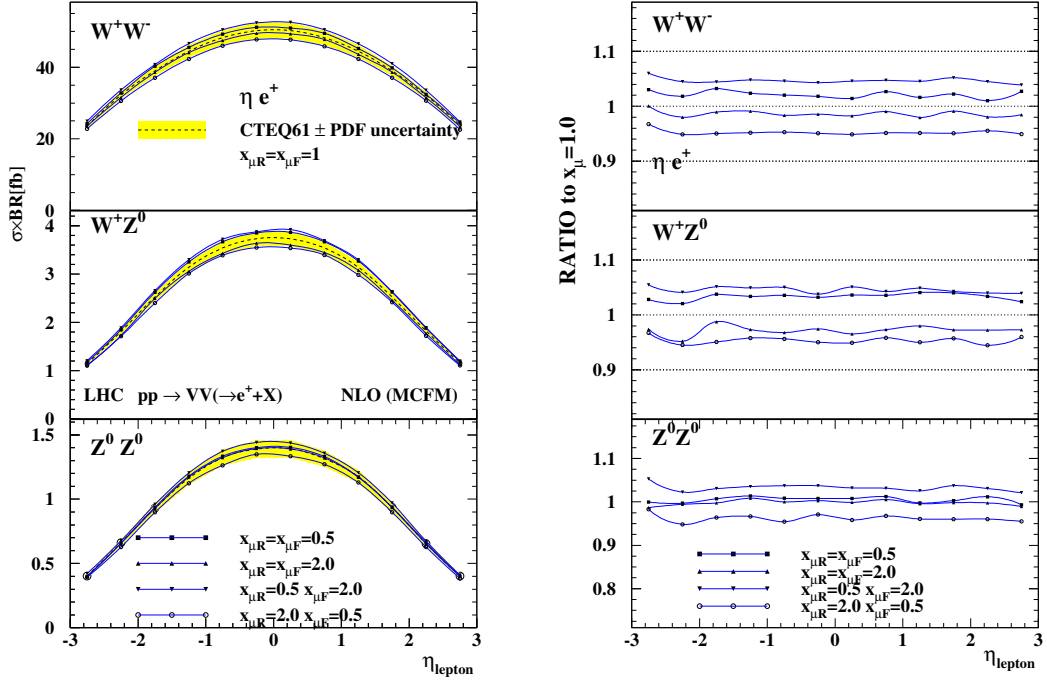 W⁺W⁻
η e⁺
CTEQ61 ± PDF uncertainty
x_μR=x_μF=1
20
40
0
σ×BR[fb]
W⁺Z⁰
LHC pp → VV(→e⁺+X) NLO (MCFM)
4
3
2
1
0
Z⁰ Z⁰
x_μR=x_μF=0.5
x_μR=x_μF=2.0
x_μR=0.5 x_μF=2.0
x_μR=2.0 x_μF=0.5
1.5
1
0.5
0
-3 -2 -1 0 1 2 3
η_lepton
W⁺W⁻
η e⁺
1.1
1
0.9
RATIO to x_μ=1.0
W⁺Z⁰
1.1
1
0.9
Z⁰Z⁰
x_μR=x_μF=0.5
x_μR=x_μF=2.0
x_μR=0.5 x_μF=2.0
x_μR=2.0 x_μF=0.5
1.1
1
0.9
0.8
0.7
-3 -2 -1 0 1 2 3
η_lepton